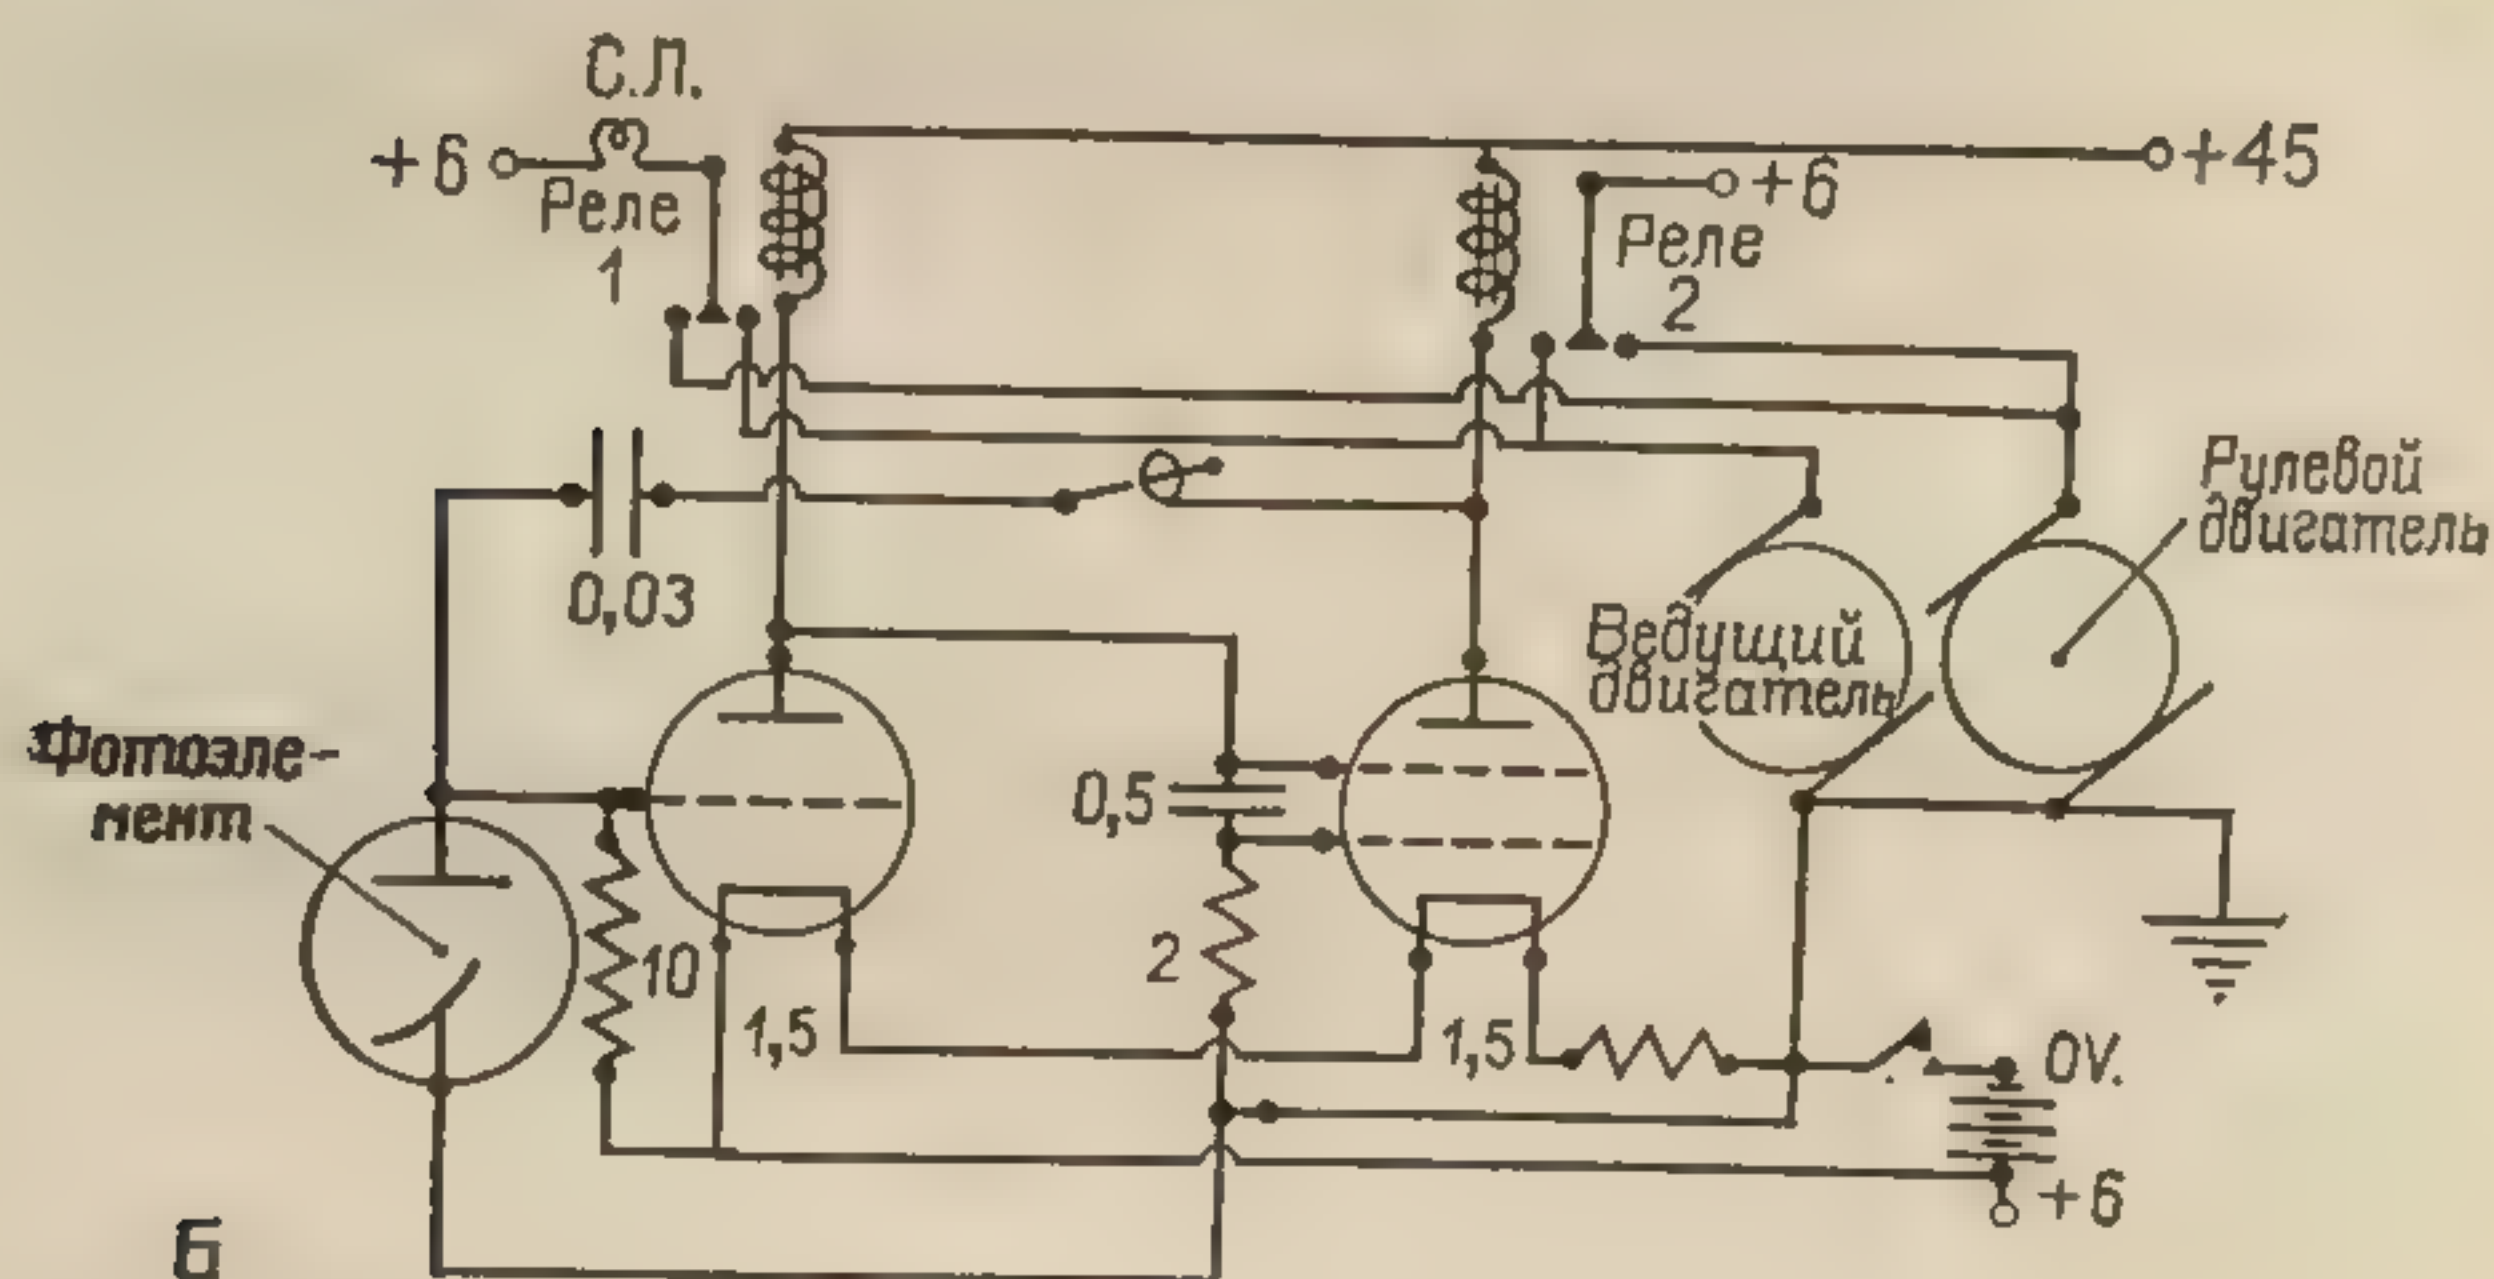 С.Л.
+6
Реле
1
+45
+6
Реле
2
0,03
Рулевой
двигатель
Ведущий
двигатель
Фотоэле-
мент
0,5
10
2
1,5
1,5
0V.
+6
Б